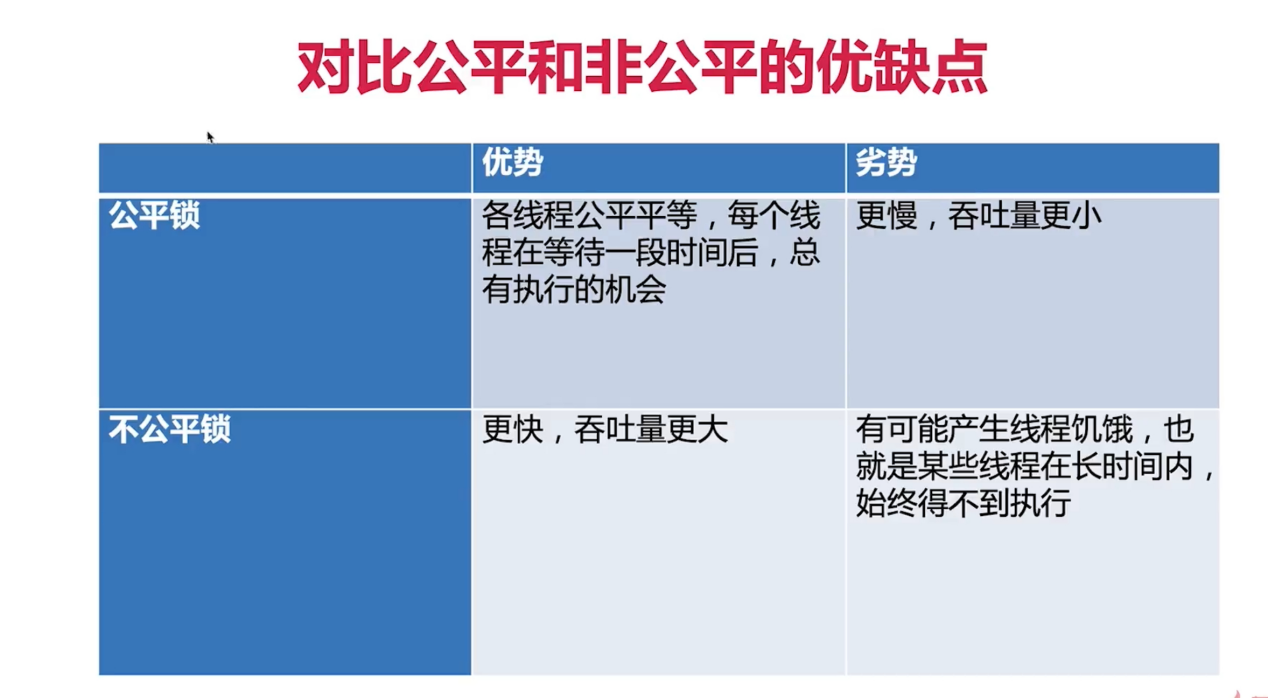 对比公平和非公平的优缺点
优势
劣势
公平锁
各线程公平平等，每个线
程在等待一段时间后，总
有执行的机会
更慢，吞吐量更小
不公平锁
更快，吞吐量更大
有可能产生线程饥饿，也
就是某些线程在长时间内，
始终得不到执行